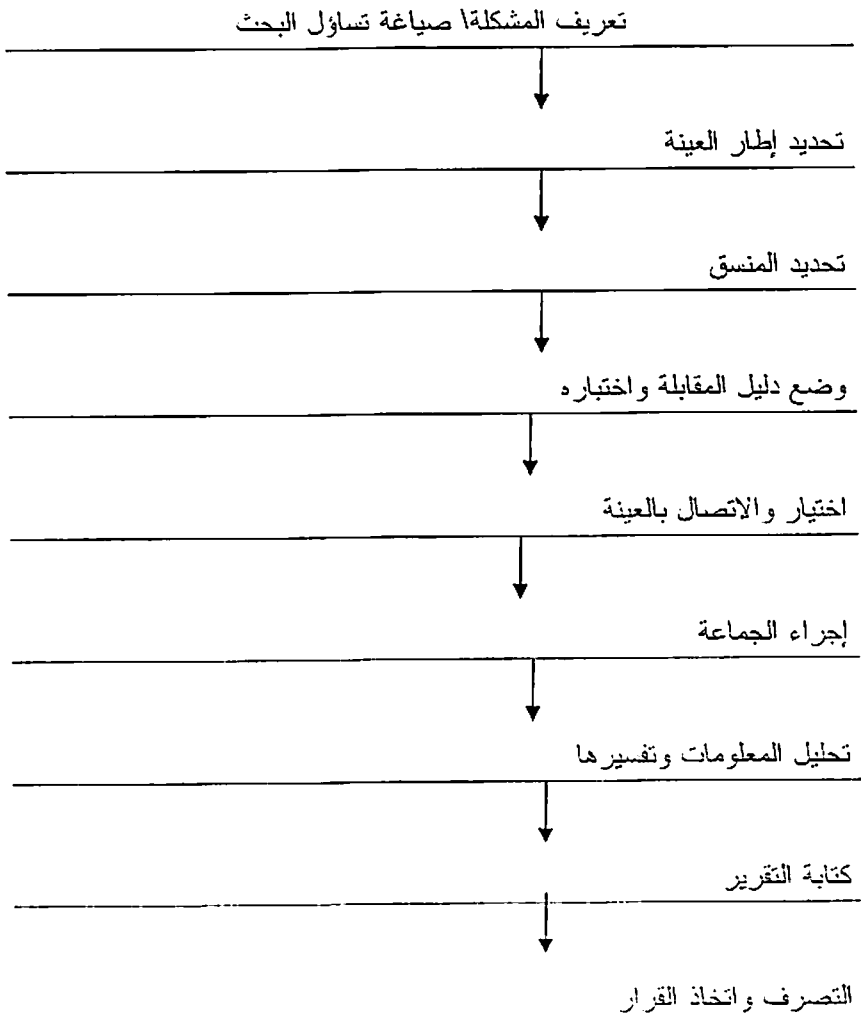 تعريف المشكلة\ صياغة تساؤل البحث
تحديد إطار العينة
تحديد المنسق
وضع دليل المقابلة واختباره
اختيار والاتصال بالعينة
إجراء الجماعة
تحليل المعلومات وتفسيرها
كتابة التقرير
التصرف واتخاذ القرار